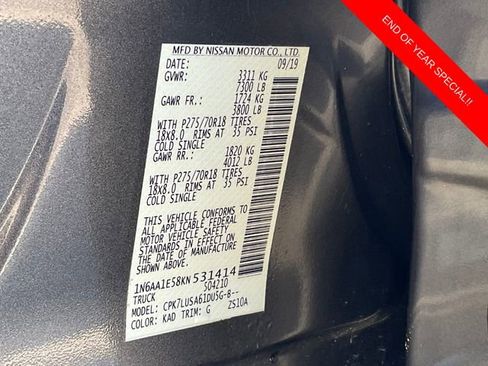 MFD BY NISSAN MOTOR CO., LTD.
DATE: 09/19
GVWR: 3311 KG
7300 LB
GAWR FR.: 1724 KG
3800 LB
WITH P275/70R18 TIRES
18X8.0 RIMS AT 35 PSI
COLD SINGLE
GAWR RR.: 1820 KG
4012 LB
WITH P275/70R18 TIRES
18X8.0 RIMS AT 35 PSI
COLD SINGLE
THIS VEHICLE CONFORMS TO
ALL APPLICABLE FEDERAL
MOTOR VEHICLE SAFETY
STANDARDS IN EFFECT ON
THE DATE OF MANUFACTURE
SHOWN ABOVE.
1N6AA1E58KN531414
TRUCK S04210
MODEL: CPK7LUSA61DU5G-B--
COLOR: KAD TRIM: G ZS10A
END OF YEAR SPECIAL!!